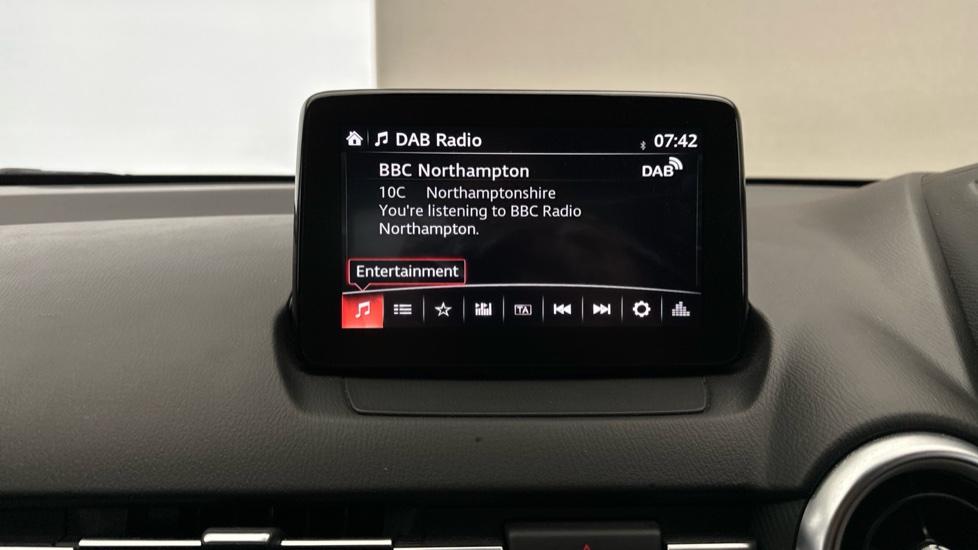 DAB Radio 07:42
BBC Northampton DAB
10C Northamptonshire
You're listening to BBC Radio
Northampton.
Entertainment
TA